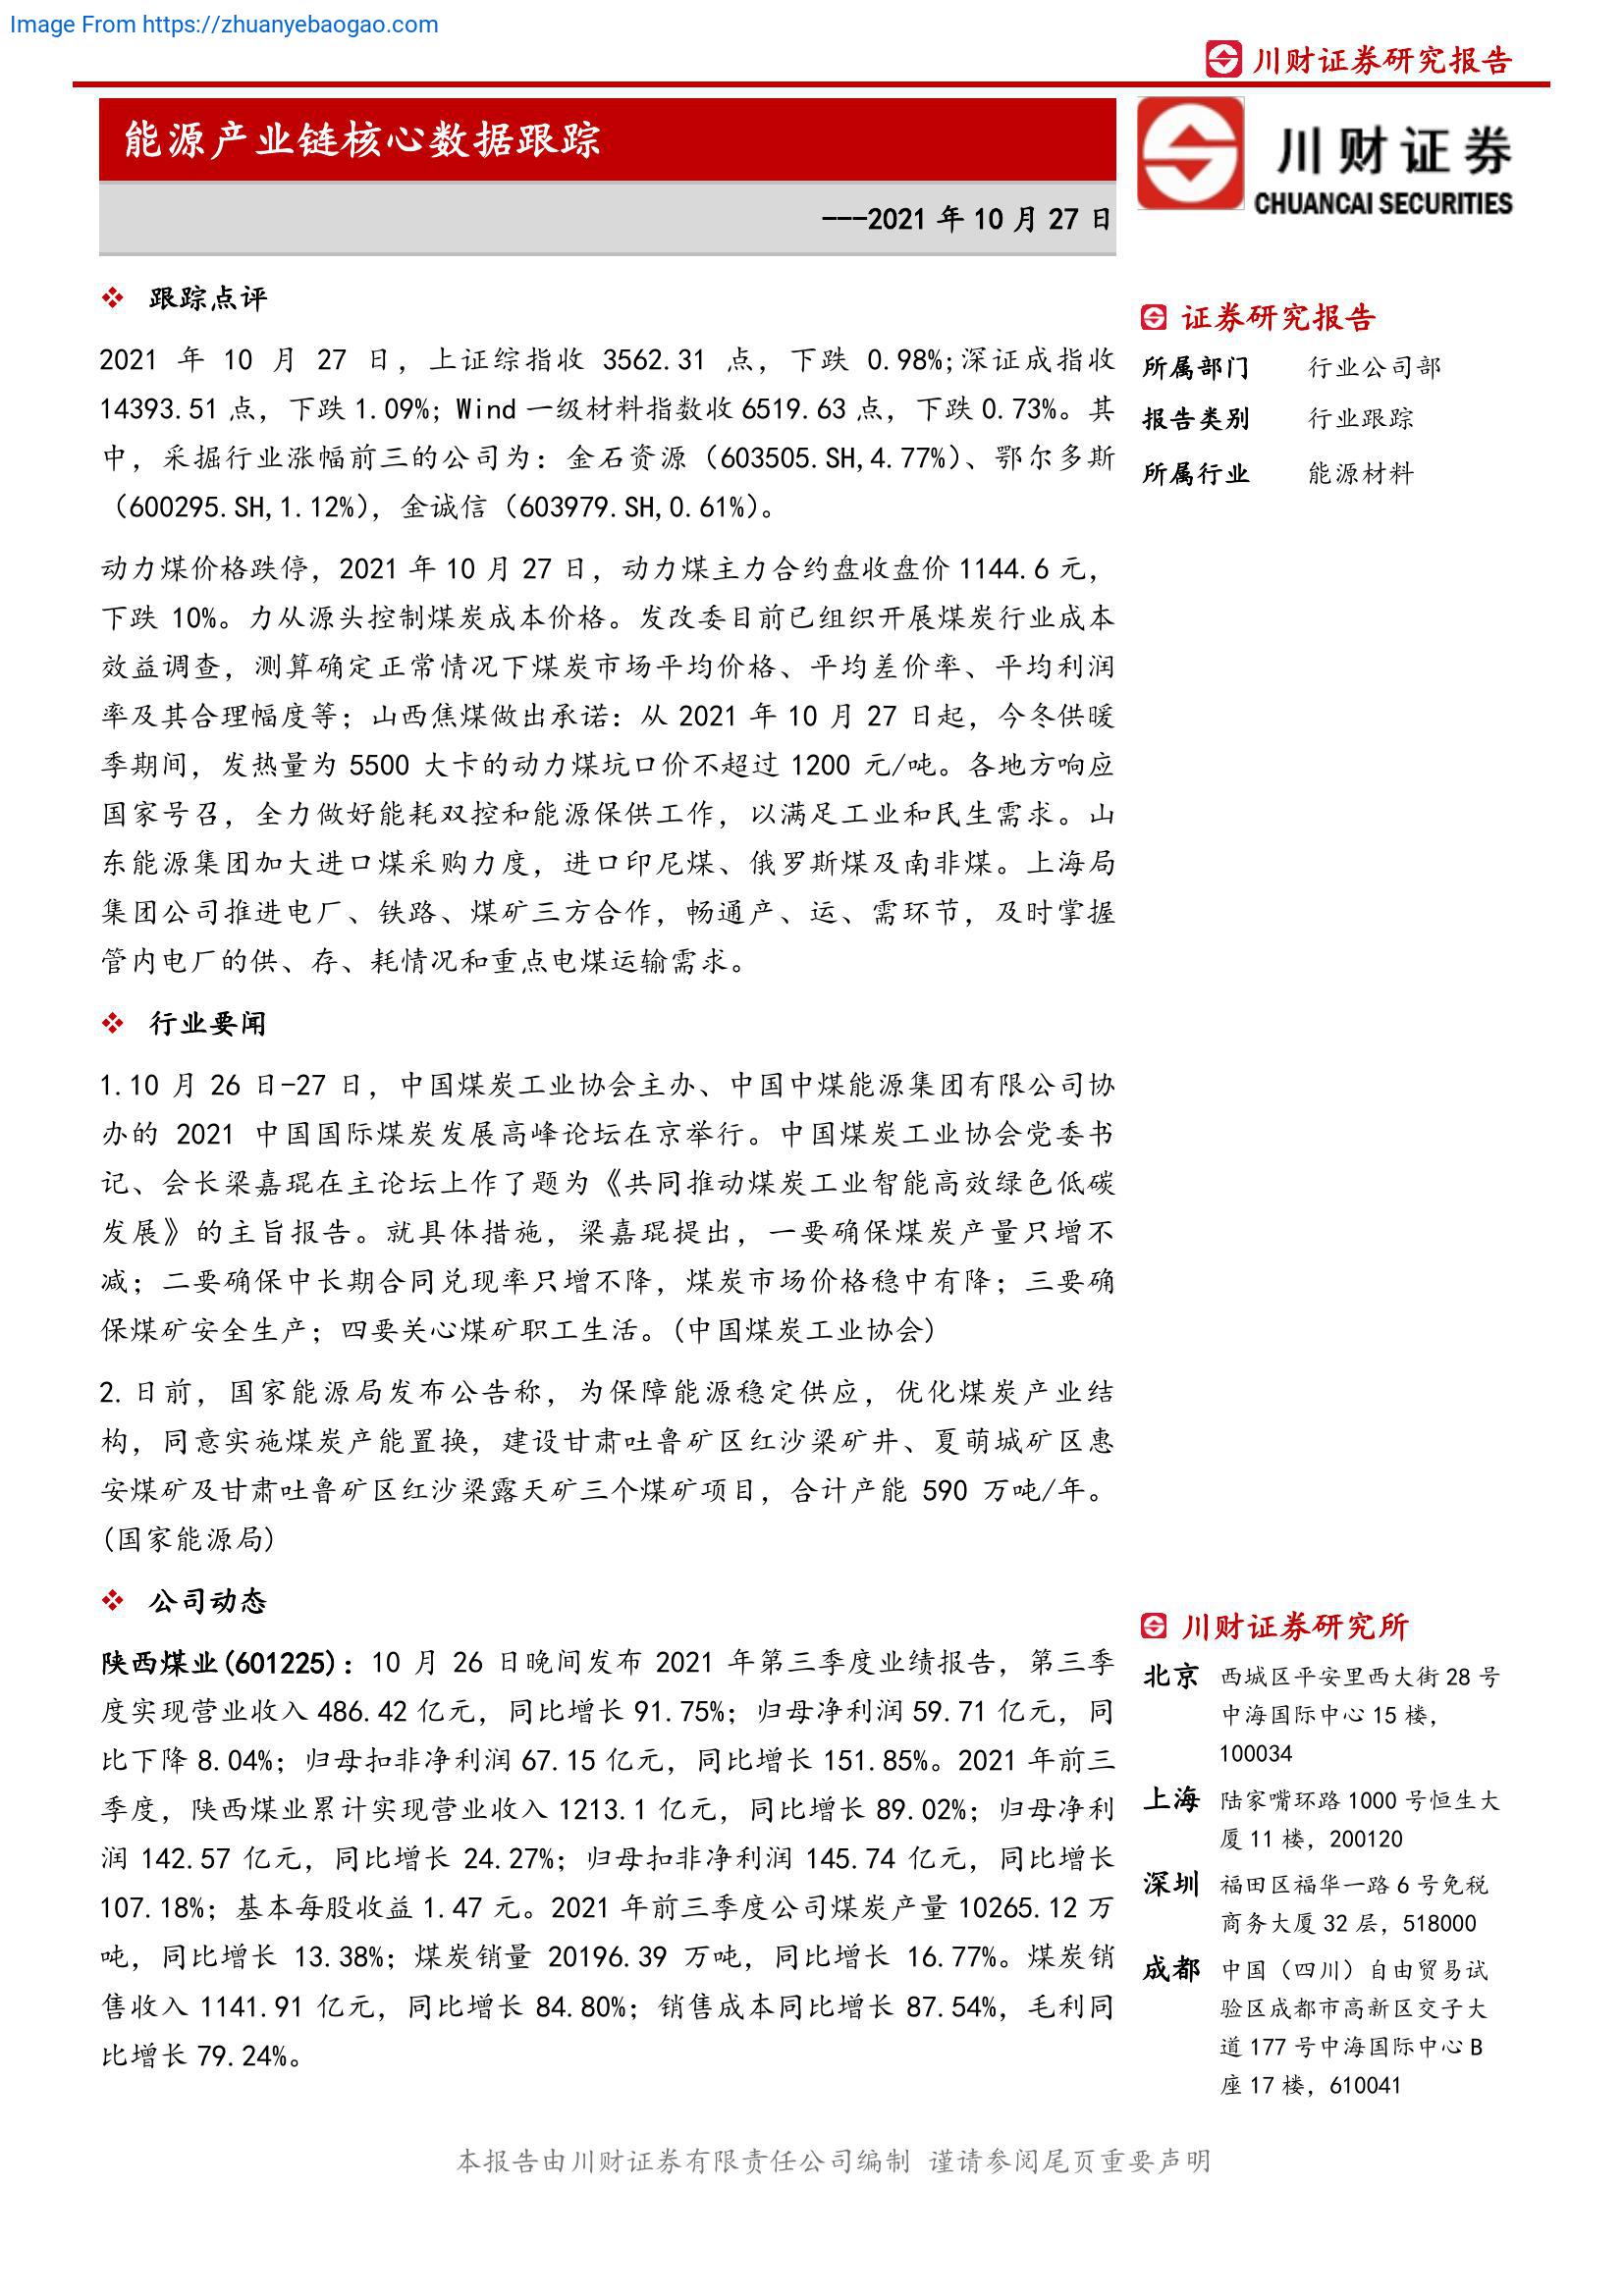 Image From https://zhuanyebaogao.com
川财证券研究报告
能源产业链核心数据跟踪
川财证券
CHUANCAI SECURITIES
---2021 年 10 月 27 日
❖ 跟踪点评
2021 年 10 月 27 日，上证综指收 3562.31 点，下跌 0.98%;深证成指收
14393.51 点，下跌 1.09%; Wind 一级材料指数收 6519.63 点，下跌 0.73%。其
中，采掘行业涨幅前三的公司为：金石资源（603505.SH,4.77%）、鄂尔多斯
（600295.SH,1.12%），金诚信（603979.SH,0.61%）。
动力煤价格跌停，2021 年 10 月 27 日，动力煤主力合约盘收盘价 1144.6 元，
下跌 10%。力从源头控制煤炭成本价格。发改委目前已组织开展煤炭行业成本
效益调查，测算确定正常情况下煤炭市场平均价格、平均差价率、平均利润
率及其合理幅度等；山西焦煤做出承诺：从 2021 年 10 月 27 日起，今冬供暖
季期间，发热量为 5500 大卡的动力煤坑口价不超过 1200 元/吨。各地方响应
国家号召，全力做好能耗双控和能源保供工作，以满足工业和民生需求。山
东能源集团加大进口煤采购力度，进口印尼煤、俄罗斯煤及南非煤。上海局
集团公司推进电厂、铁路、煤矿三方合作，畅通产、运、需环节，及时掌握
管内电厂的供、存、耗情况和重点电煤运输需求。
❖ 行业要闻
1.10 月 26 日-27 日，中国煤炭工业协会主办、中国中煤能源集团有限公司协
办的 2021 中国国际煤炭发展高峰论坛在京举行。中国煤炭工业协会党委书
记、会长梁嘉琨在主论坛上作了题为《共同推动煤炭工业智能高效绿色低碳
发展》的主旨报告。就具体措施，梁嘉琨提出，一要确保煤炭产量只增不
减；二要确保中长期合同兑现率只增不降，煤炭市场价格稳中有降；三要确
保煤矿安全生产；四要关心煤矿职工生活。(中国煤炭工业协会)
2.日前，国家能源局发布公告称，为保障能源稳定供应，优化煤炭产业结
构，同意实施煤炭产能置换，建设甘肃吐鲁矿区红沙梁矿井、夏萌城矿区惠
安煤矿及甘肃吐鲁矿区红沙梁露天矿三个煤矿项目，合计产能 590 万吨/年。
(国家能源局)
❖ 公司动态
陕西煤业(601225)：10 月 26 日晚间发布 2021 年第三季度业绩报告，第三季
度实现营业收入 486.42 亿元，同比增长 91.75%；归母净利润 59.71 亿元，同
比下降 8.04%；归母扣非净利润 67.15 亿元，同比增长 151.85%。2021 年前三
季度，陕西煤业累计实现营业收入 1213.1 亿元，同比增长 89.02%；归母净利
润 142.57 亿元，同比增长 24.27%；归母扣非净利润 145.74 亿元，同比增长
107.18%；基本每股收益 1.47 元。2021 年前三季度公司煤炭产量 10265.12 万
吨，同比增长 13.38%；煤炭销量 20196.39 万吨，同比增长 16.77%。煤炭销
售收入 1141.91 亿元，同比增长 84.80%；销售成本同比增长 87.54%，毛利同
比增长 79.24%。
证券研究报告
所属部门 行业公司部
报告类别 行业跟踪
所属行业 能源材料
川财证券研究所
北京 西城区平安里西大街 28 号
中海国际中心 15 楼，
100034
上海 陆家嘴环路 1000 号恒生大
厦 11 楼，200120
深圳 福田区福华一路 6 号免税
商务大厦 32 层，518000
成都 中国（四川）自由贸易试
验区成都市高新区交子大
道 177 号中海国际中心 B
座 17 楼，610041
本报告由川财证券有限责任公司编制 谨请参阅尾页重要声明